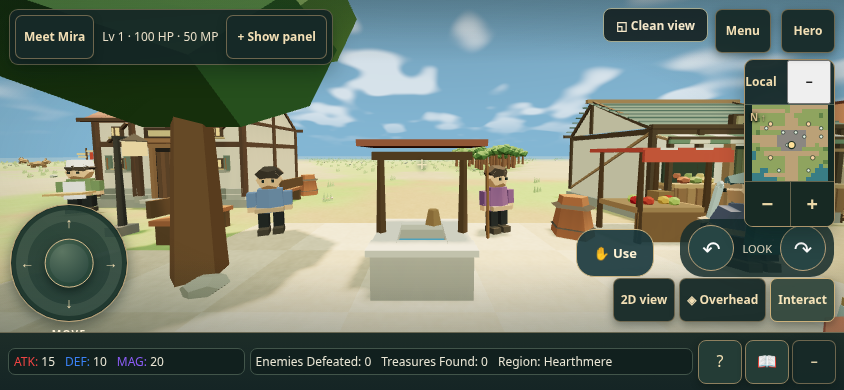 Meet Mira Lv 1 · 100 HP · 50 MP + Show panel
◱ Clean view Menu Hero
Local −
N
− +
✋ Use
↶ LOOK ↷
2D view ◈ Overhead Interact
↑
← →
↓
MOVE
ATK: 15 DEF: 10 MAG: 20
Enemies Defeated: 0 Treasures Found: 0 Region: Hearthmere
? 📖 −